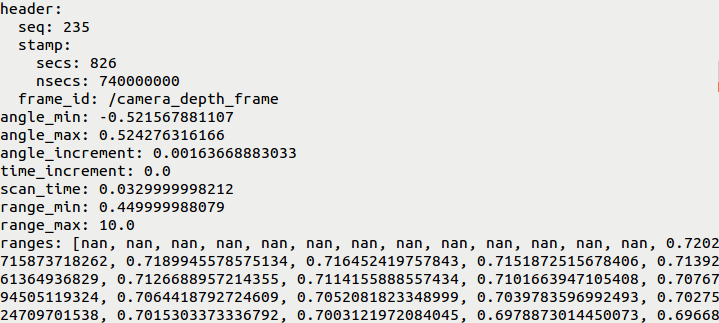 header:
  seq: 235
  stamp:
    secs: 826
    nsecs: 740000000
  frame_id: /camera_depth_frame
angle_min: -0.521567881107
angle_max: 0.524276316166
angle_increment: 0.00163668883033
time_increment: 0.0
scan_time: 0.0329999998212
range_min: 0.449999988079
range_max: 10.0
ranges: [nan, nan, nan, nan, nan, nan, nan, nan, nan, nan, nan, nan, nan, 0.7202
715873718262, 0.7189945578575134, 0.716452419757843, 0.7151872515678406, 0.71392
61364936829, 0.7126688957214355, 0.7114155888557434, 0.7101663947105408, 0.70767
94505119324, 0.7064418792724609, 0.7052081823348999, 0.7039783596992493, 0.70275
24709701538, 0.7015303373336792, 0.7003121972084045, 0.6978873014450073, 0.69668